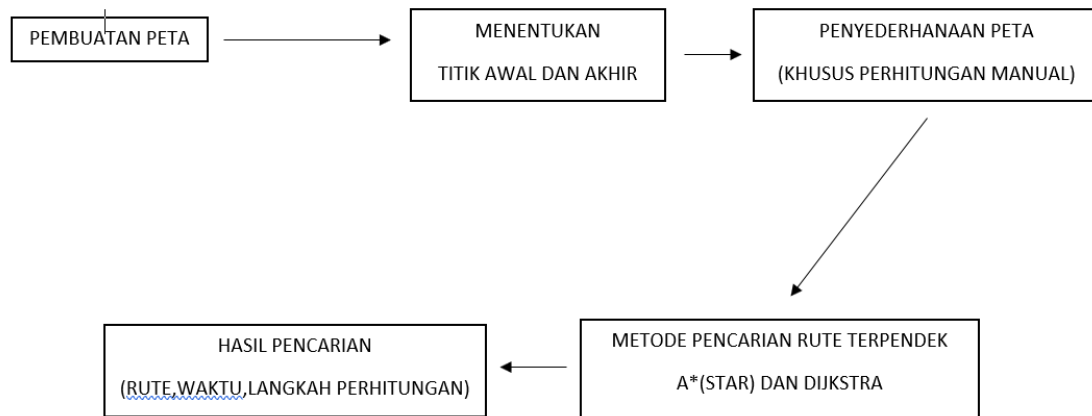 PEMBUATAN PETA
MENENTUKAN
TITIK AWAL DAN AKHIR
PENYEDERHANAAN PETA
(KHUSUS PERHITUNGAN MANUAL)
METODE PENCARIAN RUTE TERPENDEK
A*(STAR) DAN DIJKSTRA
HASIL PENCARIAN
(RUTE,WAKTU,LANGKAH PERHITUNGAN)